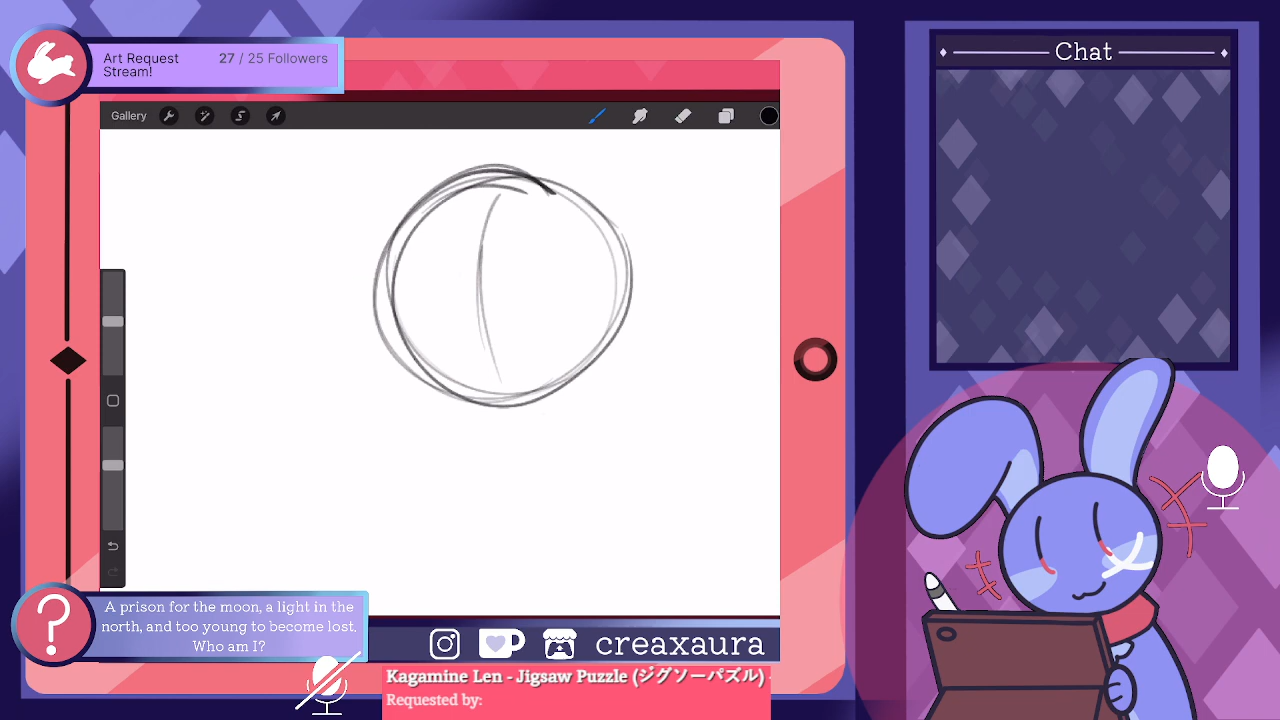 Art Request
Stream!
27 / 25 Followers
Chat
Gallery
A prison for the moon, a light in the
north, and too young to become lost.
Who am I?
creaxaura
Kagamine Len - Jigsaw Puzzle (ジグソーパズル)
Requested by: